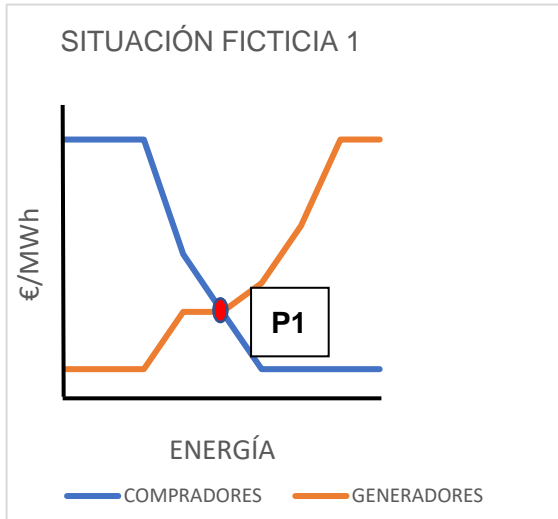 SITUACIÓN FICTICIA 1
€/MWh
P1
ENERGÍA
COMPRADORES
GENERADORES